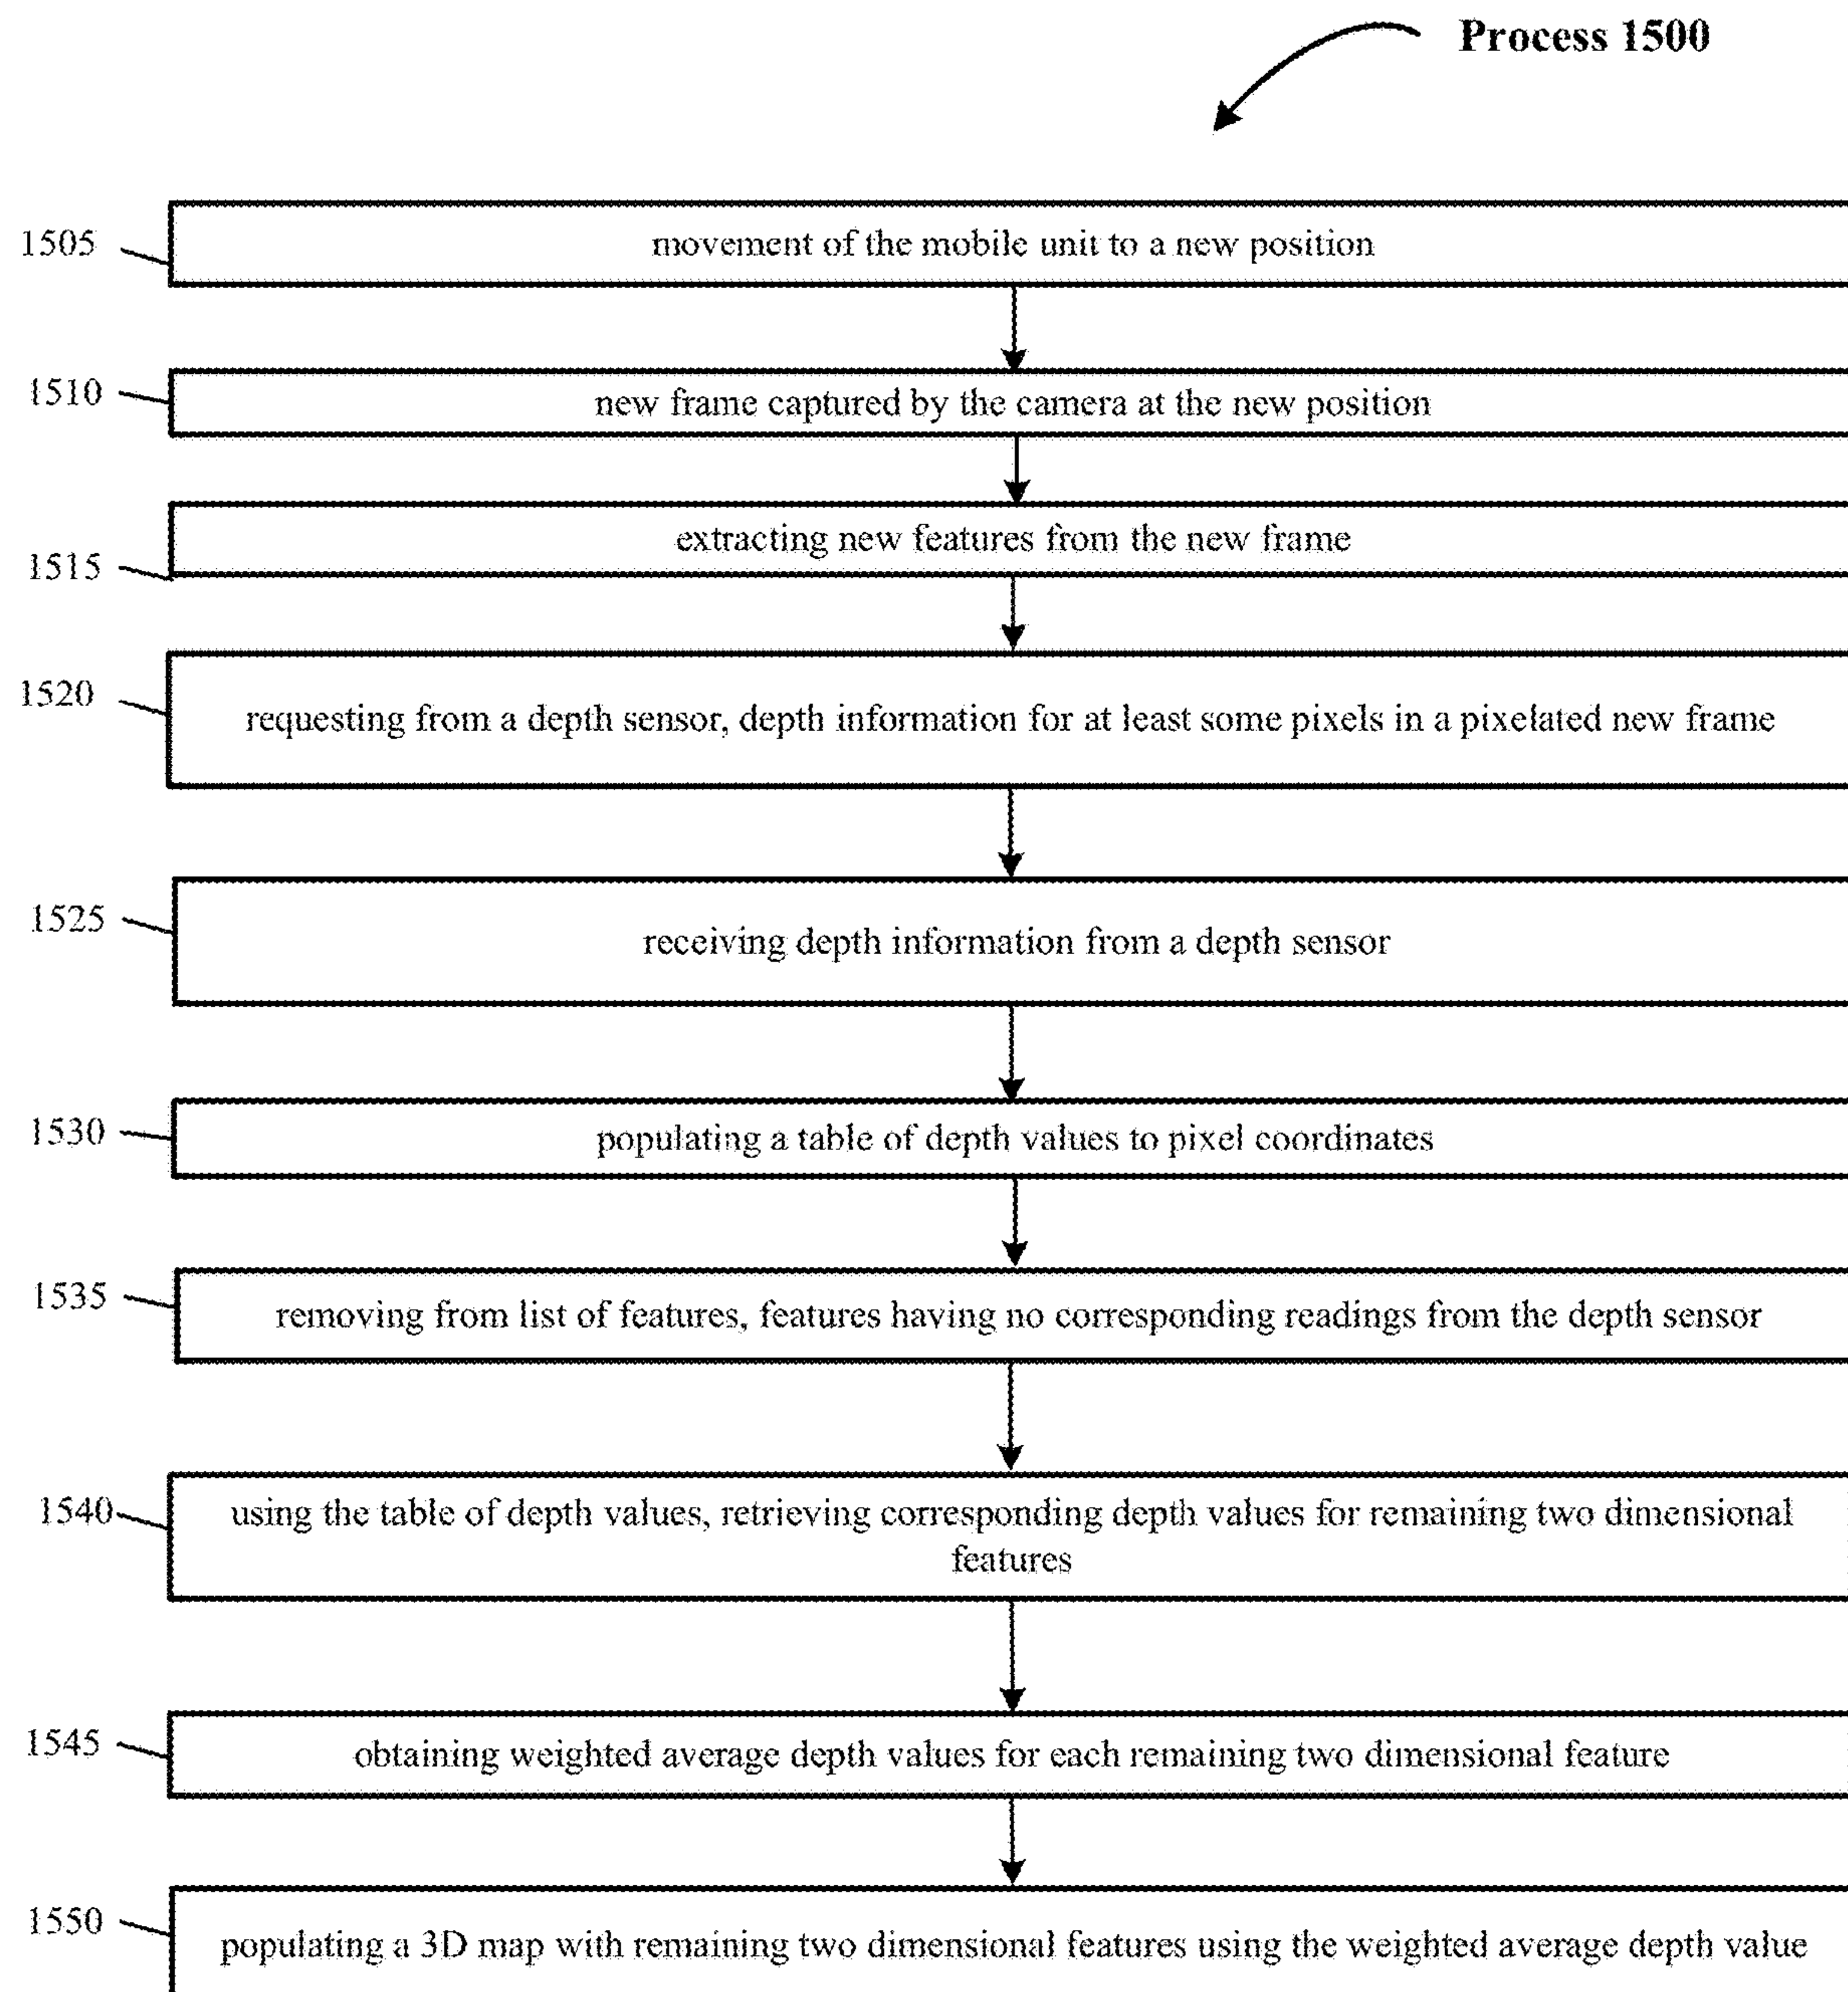 Process 1500
1505
movement of the mobile unit to a new position
1510
new frame captured by the camera at the new position
extracting new features from the new frame
1515
1520
requesting from a depth sensor, depth information for at least some pixels in a pixelated new frame
1525
receiving depth information from a depth sensor
1530
populating a table of depth values to pixel coordinates
1535
removing from list of features, features having no corresponding readings from the depth sensor
1540
using the table of depth values, retrieving corresponding depth values for remaining two dimensional
features
1545
obtaining weighted average depth values for each remaining two dimensional feature
1550
populating a 3D map with remaining two dimensional features using the weighted average depth value